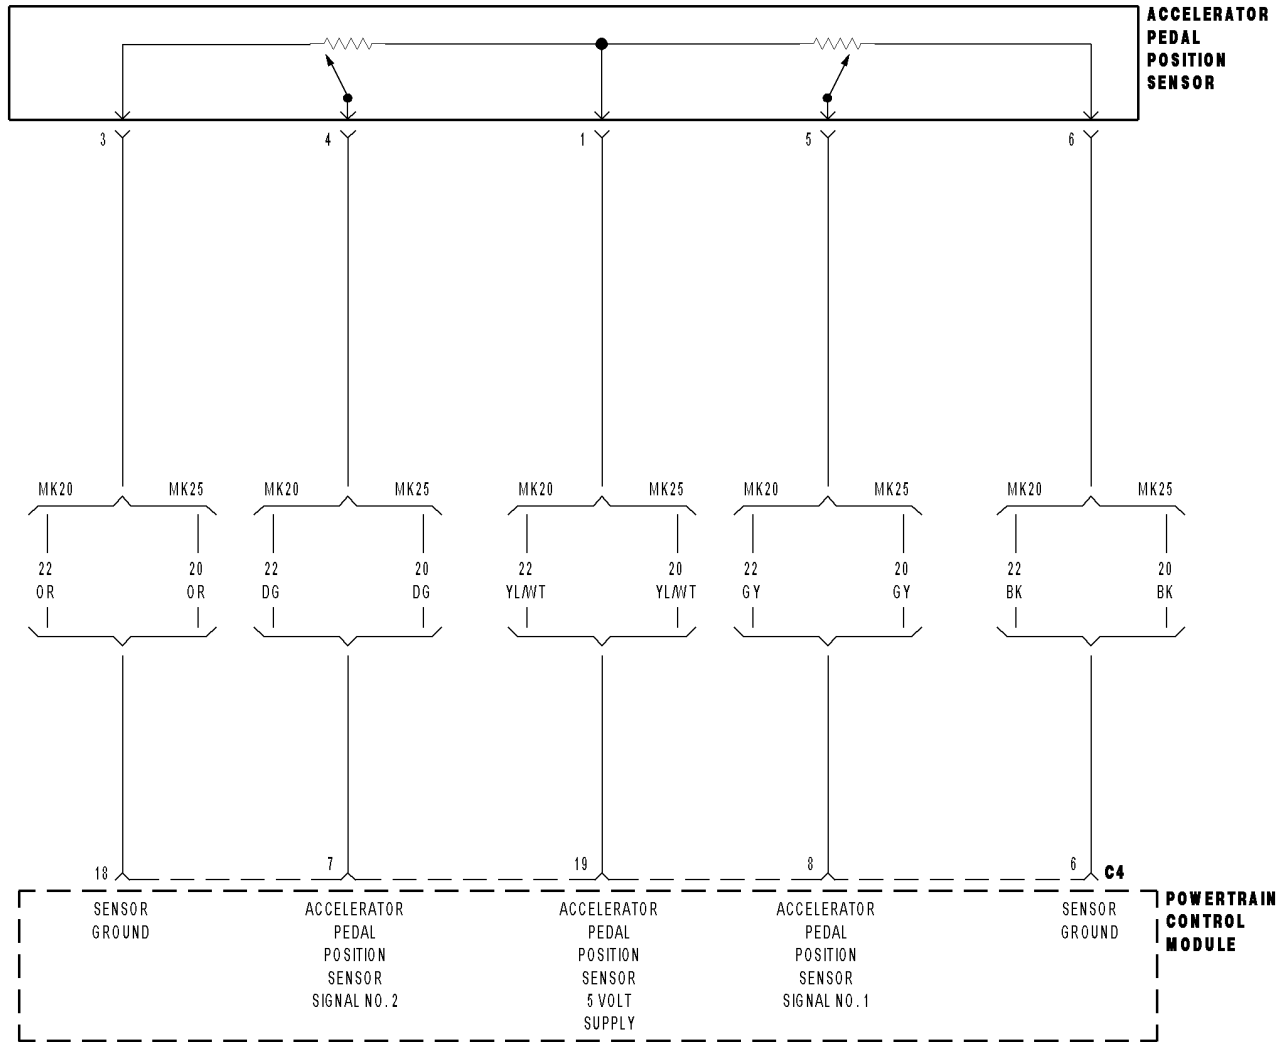 ACCELERATOR
PEDAL
POSITION
SENSOR
3 4 1 5 6
MK20 MK25 MK20 MK25 MK20 MK25 MK20 MK25 MK20 MK25
22 20 22 20 22 20 22 20 22 20
OR OR DG DG YL/WT YL/WT GY GY BK BK
18 7 19 8 6 C4
POWERTRAIN
CONTROL
MODULE
SENSOR
GROUND
ACCELERATOR
PEDAL
POSITION
SENSOR
SIGNAL NO. 2
ACCELERATOR
PEDAL
POSITION
SENSOR
5 VOLT
SUPPLY
ACCELERATOR
PEDAL
POSITION
SENSOR
SIGNAL NO. 1
SENSOR
GROUND